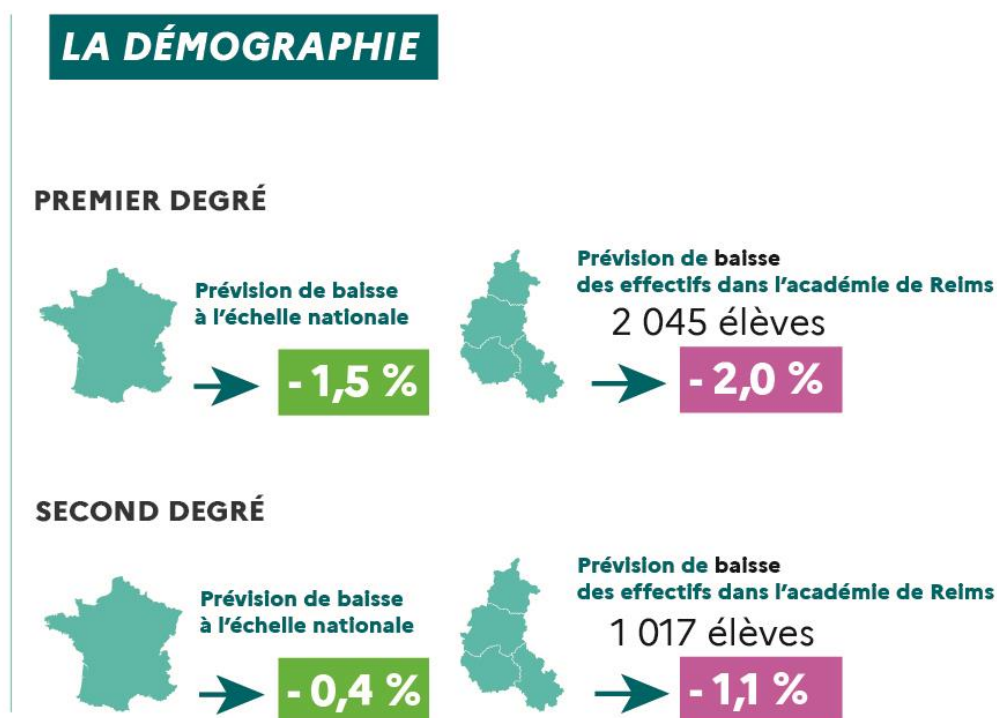 LA DÉMOGRAPHIE
PREMIER DEGRÉ
Prévision de baisse
à l'échelle nationale
- 1,5 %
Prévision de baisse
des effectifs dans l'académie de Reims
2 045 élèves
- 2,0 %
SECOND DEGRÉ
Prévision de baisse
à l'échelle nationale
- 0,4 %
Prévision de baisse
des effectifs dans l'académie de Reims
1 017 élèves
- 1,1 %